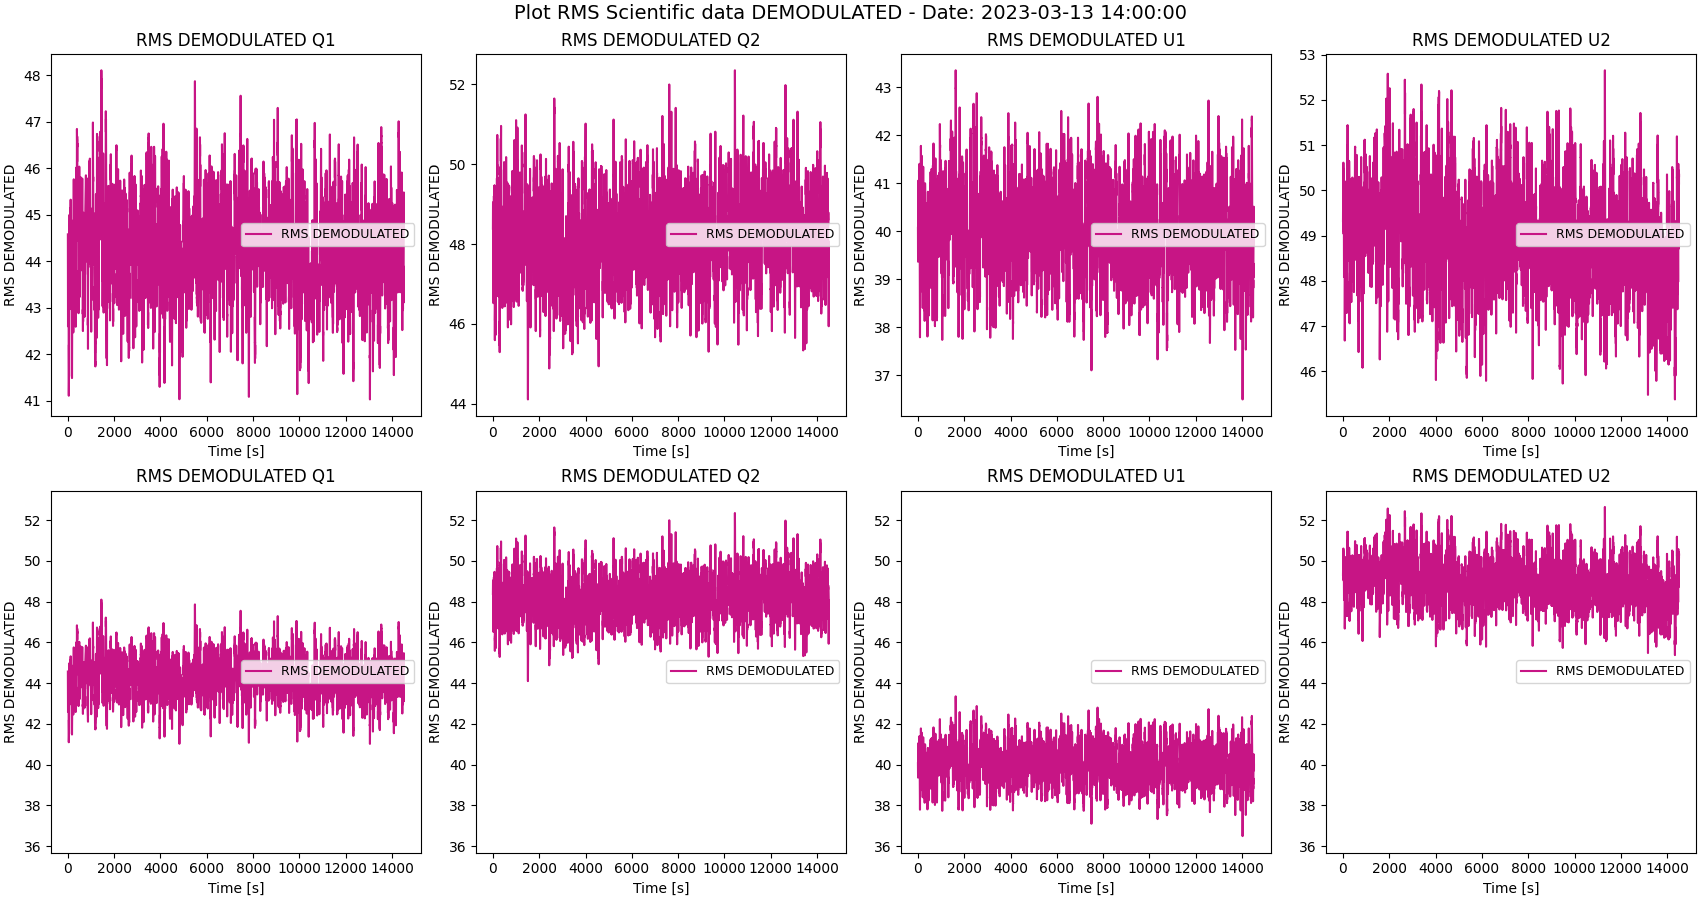 Plot RMS Scientific data DEMODULATED - Date: 2023-03-13 14:00:00
RMS DEMODULATED Q1
RMS DEMODULATED
48
47
46
45
44
43
42
41
RMS DEMODULATED
0 2000 4000 6000 8000 10000 12000 14000
Time [s]
RMS DEMODULATED Q2
RMS DEMODULATED
52
50
48
46
44
RMS DEMODULATED
0 2000 4000 6000 8000 10000 12000 14000
Time [s]
RMS DEMODULATED U1
RMS DEMODULATED
43
42
41
40
39
38
37
RMS DEMODULATED
0 2000 4000 6000 8000 10000 12000 14000
Time [s]
RMS DEMODULATED U2
RMS DEMODULATED
53
52
51
50
49
48
47
46
RMS DEMODULATED
0 2000 4000 6000 8000 10000 12000 14000
Time [s]
RMS DEMODULATED Q1
RMS DEMODULATED
52
50
48
46
44
42
40
38
36
RMS DEMODULATED
0 2000 4000 6000 8000 10000 12000 14000
Time [s]
RMS DEMODULATED Q2
RMS DEMODULATED
52
50
48
46
44
42
40
38
36
RMS DEMODULATED
0 2000 4000 6000 8000 10000 12000 14000
Time [s]
RMS DEMODULATED U1
RMS DEMODULATED
52
50
48
46
44
42
40
38
36
RMS DEMODULATED
0 2000 4000 6000 8000 10000 12000 14000
Time [s]
RMS DEMODULATED U2
RMS DEMODULATED
52
50
48
46
44
42
40
38
36
RMS DEMODULATED
0 2000 4000 6000 8000 10000 12000 14000
Time [s]